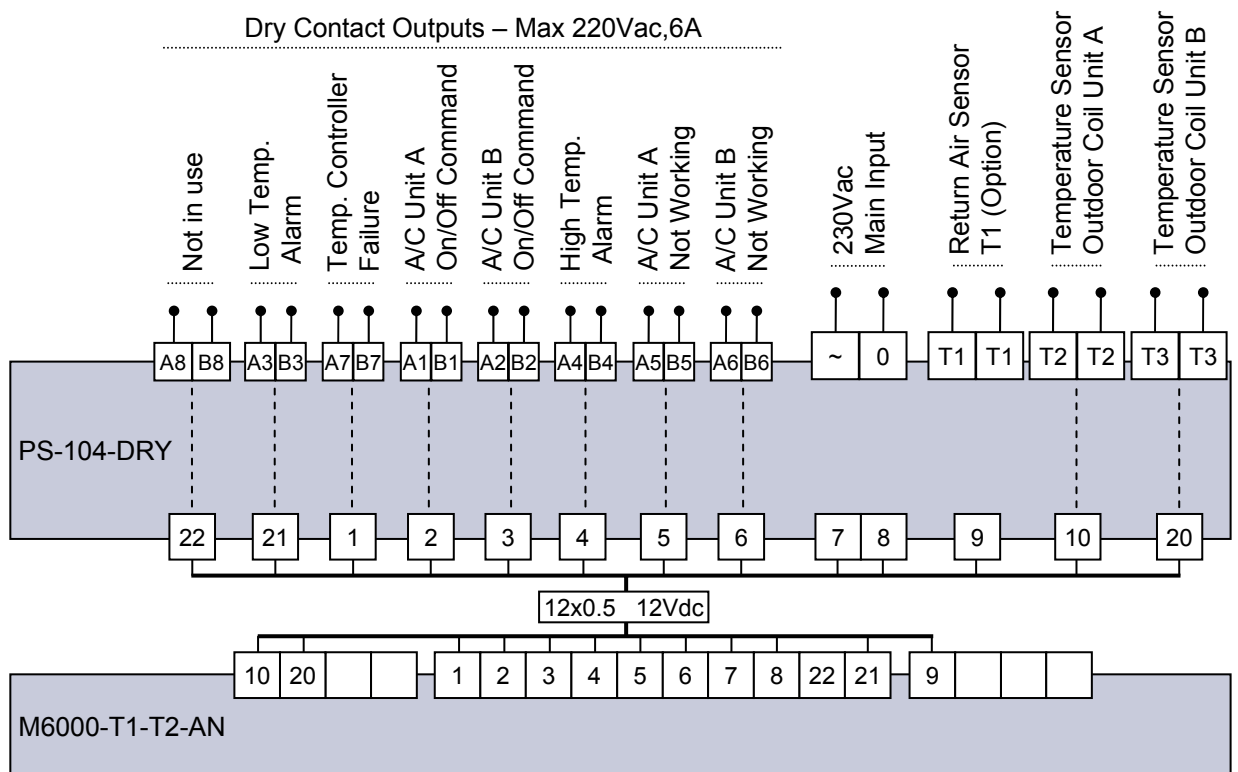 Dry Contact Outputs – Max 220Vac,6A
Not in use
Low Temp.
Alarm
Temp. Controller
Failure
A/C Unit A
On/Off Command
A/C Unit B
On/Off Command
High Temp.
Alarm
A/C Unit A
Not Working
A/C Unit B
Not Working
230Vac
Main Input
Return Air Sensor
T1 (Option)
Temperature Sensor
Outdoor Coil Unit A
Temperature Sensor
Outdoor Coil Unit B
A8 B8 A3 B3 A7 B7 A1 B1 A2 B2 A4 B4 A5 B5 A6 B6 ~ 0 T1 T1 T2 T2 T3 T3
PS-104-DRY
22 21 1 2 3 4 5 6 7 8 9 10 20
12x0.5 12Vdc
10 20 1 2 3 4 5 6 7 8 22 21 9
M6000-T1-T2-AN